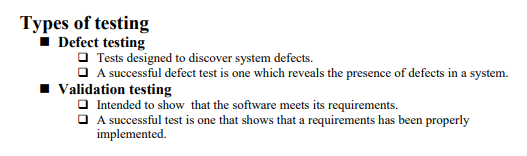 Types of testing
■ Defect testing
❑ Tests designed to discover system defects.
❑ A successful defect test is one which reveals the presence of defects in a system.
■ Validation testing
❑ Intended to show that the software meets its requirements.
❑ A successful test is one that shows that a requirements has been properly
implemented.